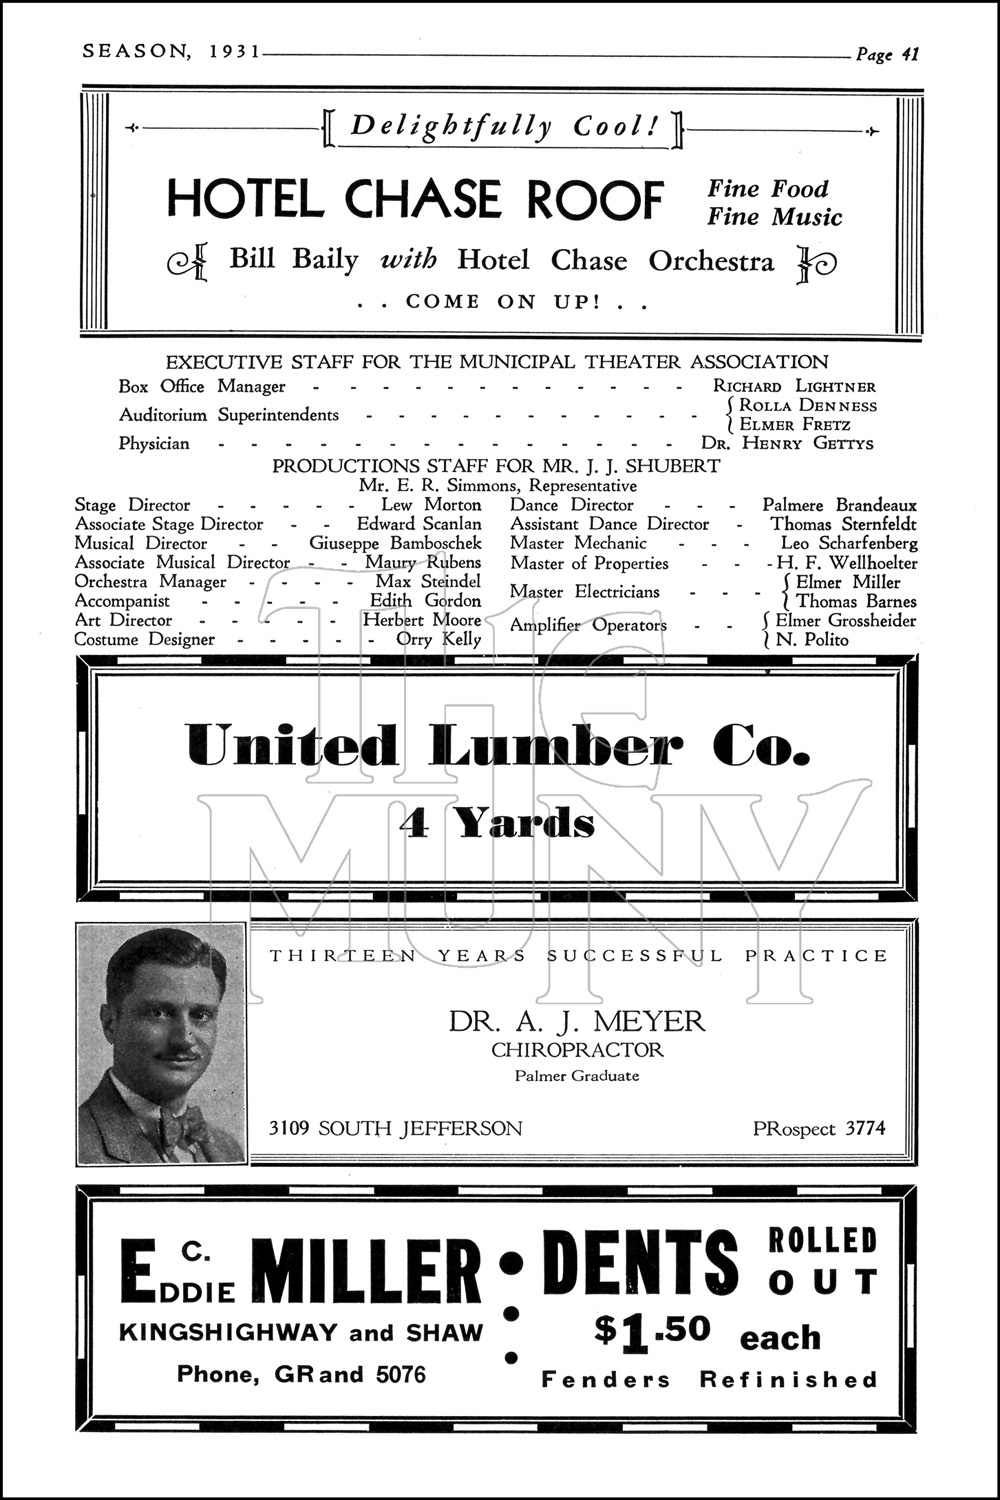 SEASON, 1931 Page 41
Delightfully Cool!
HOTEL CHASE ROOF
Fine Food
Fine Music
Bill Baily with Hotel Chase Orchestra
. . COME ON UP! . .
EXECUTIVE STAFF FOR THE MUNICIPAL THEATER ASSOCIATION
Box Office Manager - - - - - - - - - - - - RICHARD LIGHTNER
Auditorium Superintendents - - - - - - - - - - - { ROLLA DENNESS
{ ELMER FRETZ
Physician - - - - - - - - - - - - - - - DR. HENRY GETTYS
PRODUCTIONS STAFF FOR MR. J. J. SHUBERT
Mr. E. R. Simmons, Representative
Stage Director - - - - - Lew Morton
Associate Stage Director - - Edward Scanlan
Musical Director - - Giuseppe Bamboschek
Associate Musical Director - - Maury Rubens
Orchestra Manager - - - - Max Steindel
Accompanist - - - - - Edith Gordon
Art Director - - - - - Herbert Moore
Costume Designer - - - - - Orry Kelly
Dance Director - - - Palmere Brandeaux
Assistant Dance Director - Thomas Sternfeldt
Master Mechanic - - - Leo Scharfenberg
Master of Properties - - - H. F. Wellhoelter
Master Electricians - - - { Elmer Miller
{ Thomas Barnes
Amplifier Operators - - { Elmer Grossheider
{ N. Polito
United Lumber Co.
4 Yards
THE
MUNY
THIRTEEN YEARS SUCCESSFUL PRACTICE
DR. A. J. MEYER
CHIROPRACTOR
Palmer Graduate
3109 SOUTH JEFFERSON PRospect 3774
EDDIE C. MILLER
KINGSHIGHWAY and SHAW
Phone, GRand 5076
DENTS ROLLED
OUT
$1.50 each
Fenders Refinished